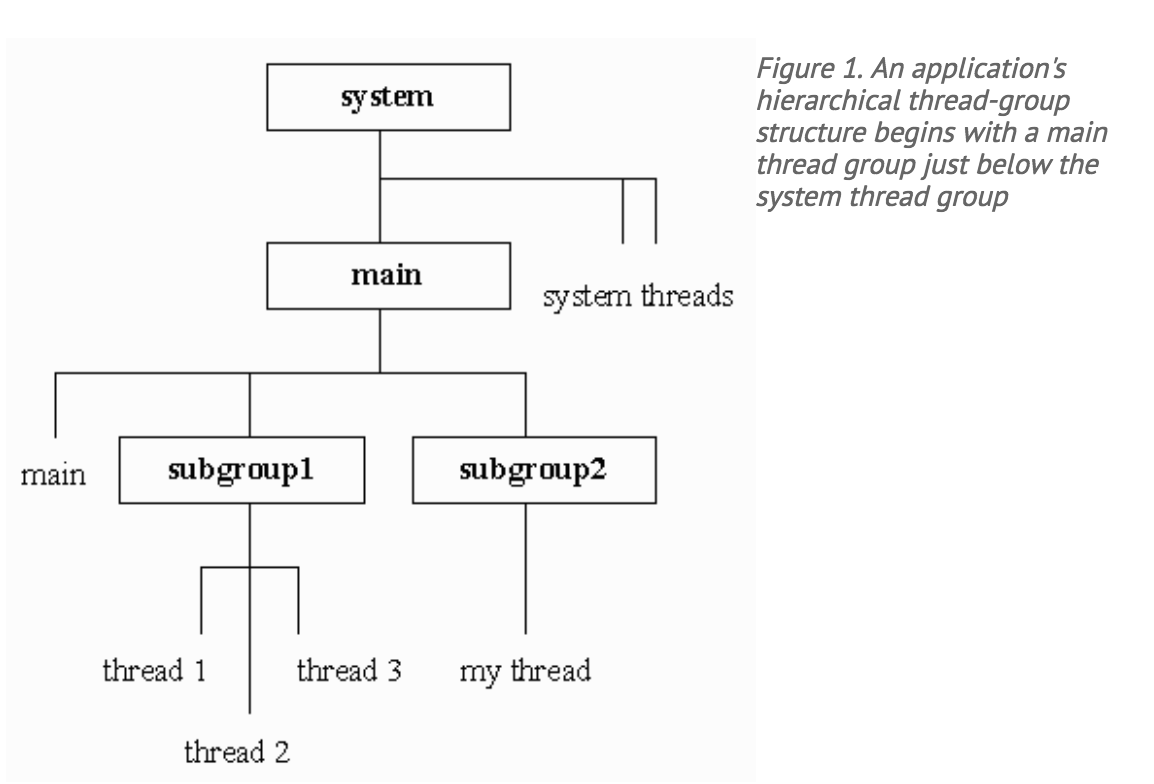 system
Figure 1. An application's
hierarchical thread-group
structure begins with a main
thread group just below the
system thread group
main
system threads
main
subgroup1
subgroup2
thread 1
thread 3
my thread
thread 2